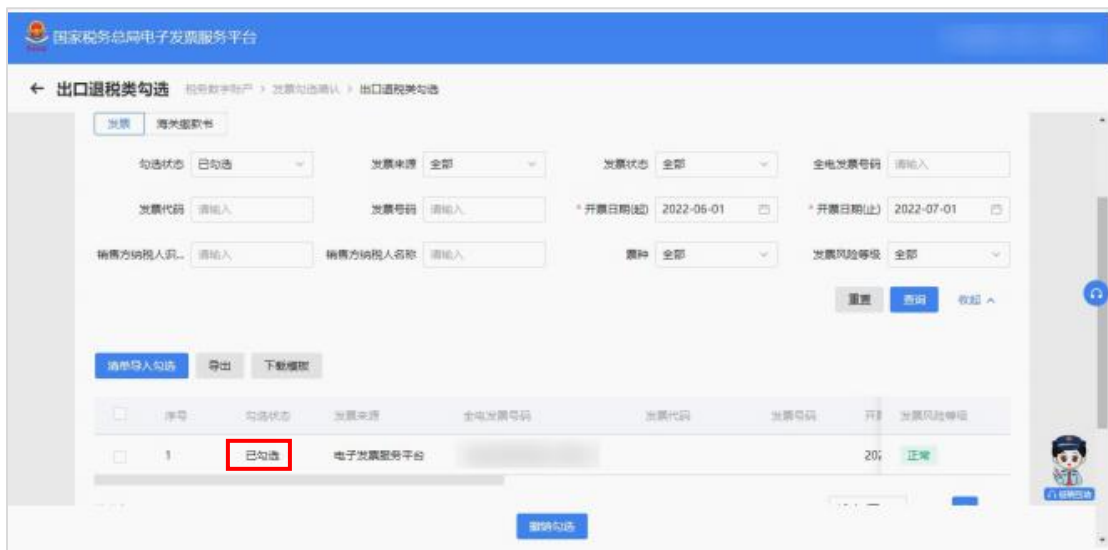 国家税务总局电子发票服务平台
← 出口退税类勾选 税务数字账户 > 发票勾选确认 > 出口退税类勾选
发票 海关缴款书
勾选状态 已勾选 发票来源 全部 发票状态 全部 全电发票号码 请输入
发票代码 请输入 发票号码 请输入 * 开票日期(起) 2022-06-01 * 开票日期(止) 2022-07-01
销售方纳税人识... 请输入 销售方纳税人名称 请输入 票种 全部 发票风险等级 全部
重置 查询 收起
清单导入勾选 导出 下载模板
序号 勾选状态 发票来源 全电发票号码 发票代码 发票号码 开票 发票风险等级
1 已勾选 电子发票服务平台 202 正常
征纳互动
撤销勾选